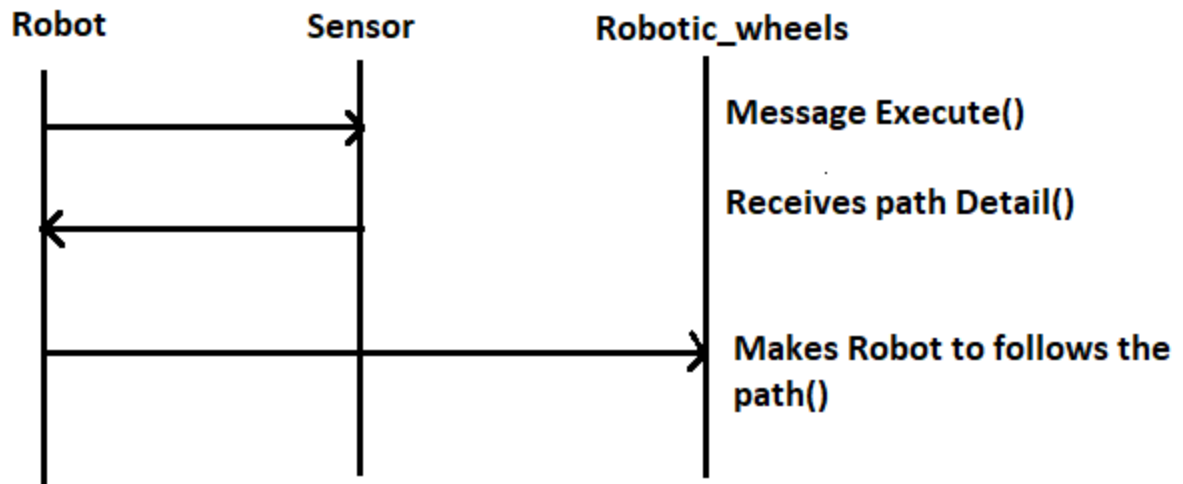 Robot Sensor Robotic_wheels
Message Execute()
Receives path Detail()
Makes Robot to follows the
path()